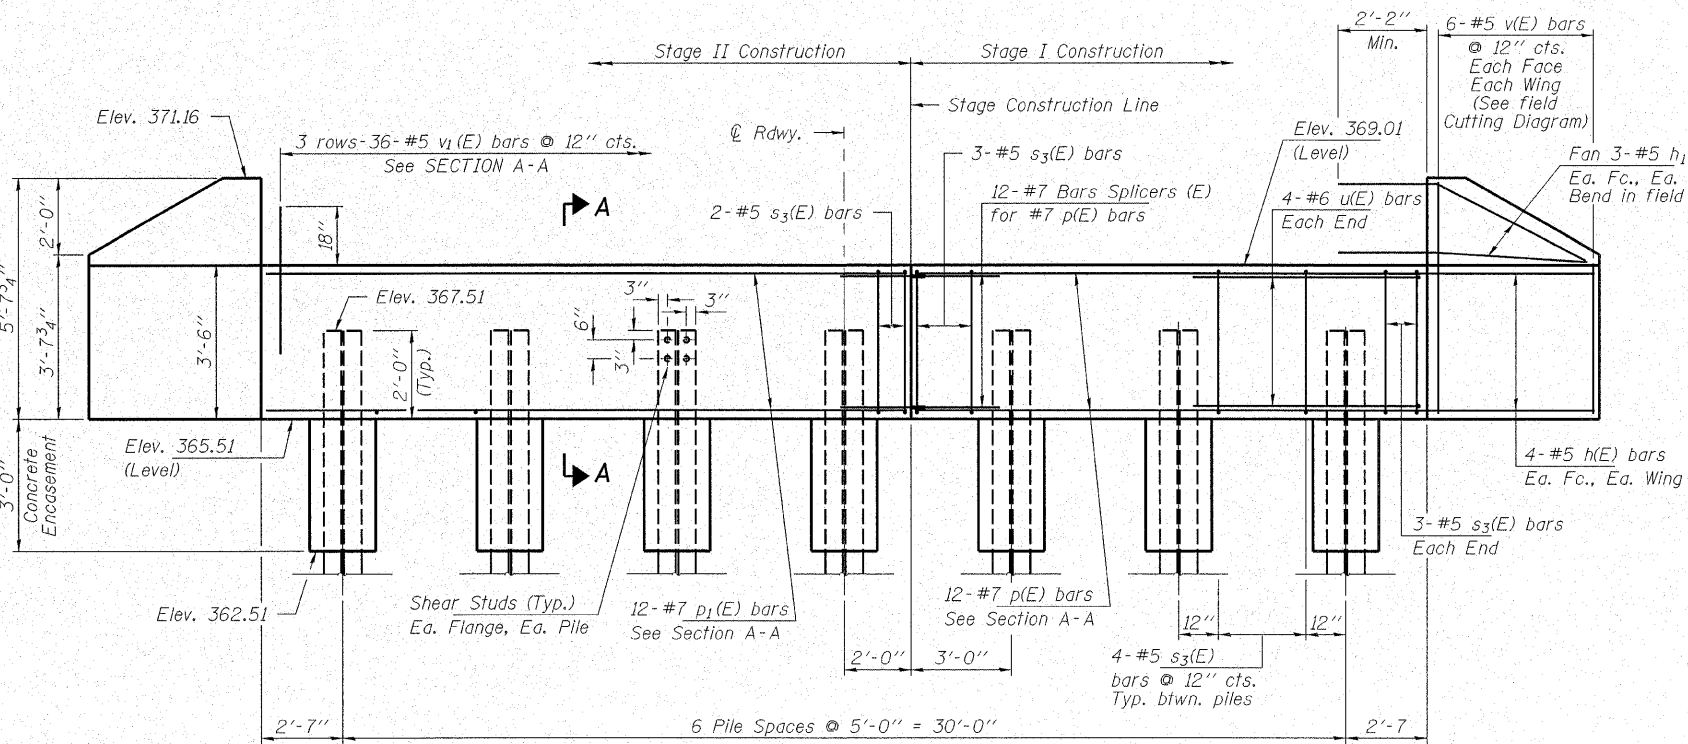 2'-2"
Min.
6-#5 v(E) bars
@ 12" cts.
Each Face
Each Wing
(See field
Cutting Diagram)
Stage II Construction
Stage I Construction
Stage Construction Line
Elev. 371.16
3 rows-36-#5 v1(E) bars @ 12" cts.
See SECTION A-A
℄ Rdwy.
3-#5 s3(E) bars
Elev. 369.01
(Level)
Fan 3-#5 h1
Ea. Fc., Ea.
Bend in field
A
2-#5 s3(E) bars
12-#7 Bars Splicers (E)
for #7 p(E) bars
4-#6 u(E) bars
Each End
2'-0"
18"
5'-7 3/4"
3'-7 3/4"
3'-6"
Elev. 367.51
3"
3"
6"
3"
2'-0"
(Typ.)
Elev. 365.51
(Level)
A
4-#5 h(E) bars
Ea. Fc., Ea. Wing
3'-0"
Concrete
Encasement
3-#5 s3(E) bars
Each End
Elev. 362.51
Shear Studs (Typ.)
Ea. Flange, Ea. Pile
12-#7 p1(E) bars
See Section A-A
12-#7 p(E) bars
See Section A-A
12"
12"
2'-0"
3'-0"
4-#5 s3(E)
bars @ 12" cts.
Typ. btwn. piles
2'-7"
6 Pile Spaces @ 5'-0" = 30'-0"
2'-7